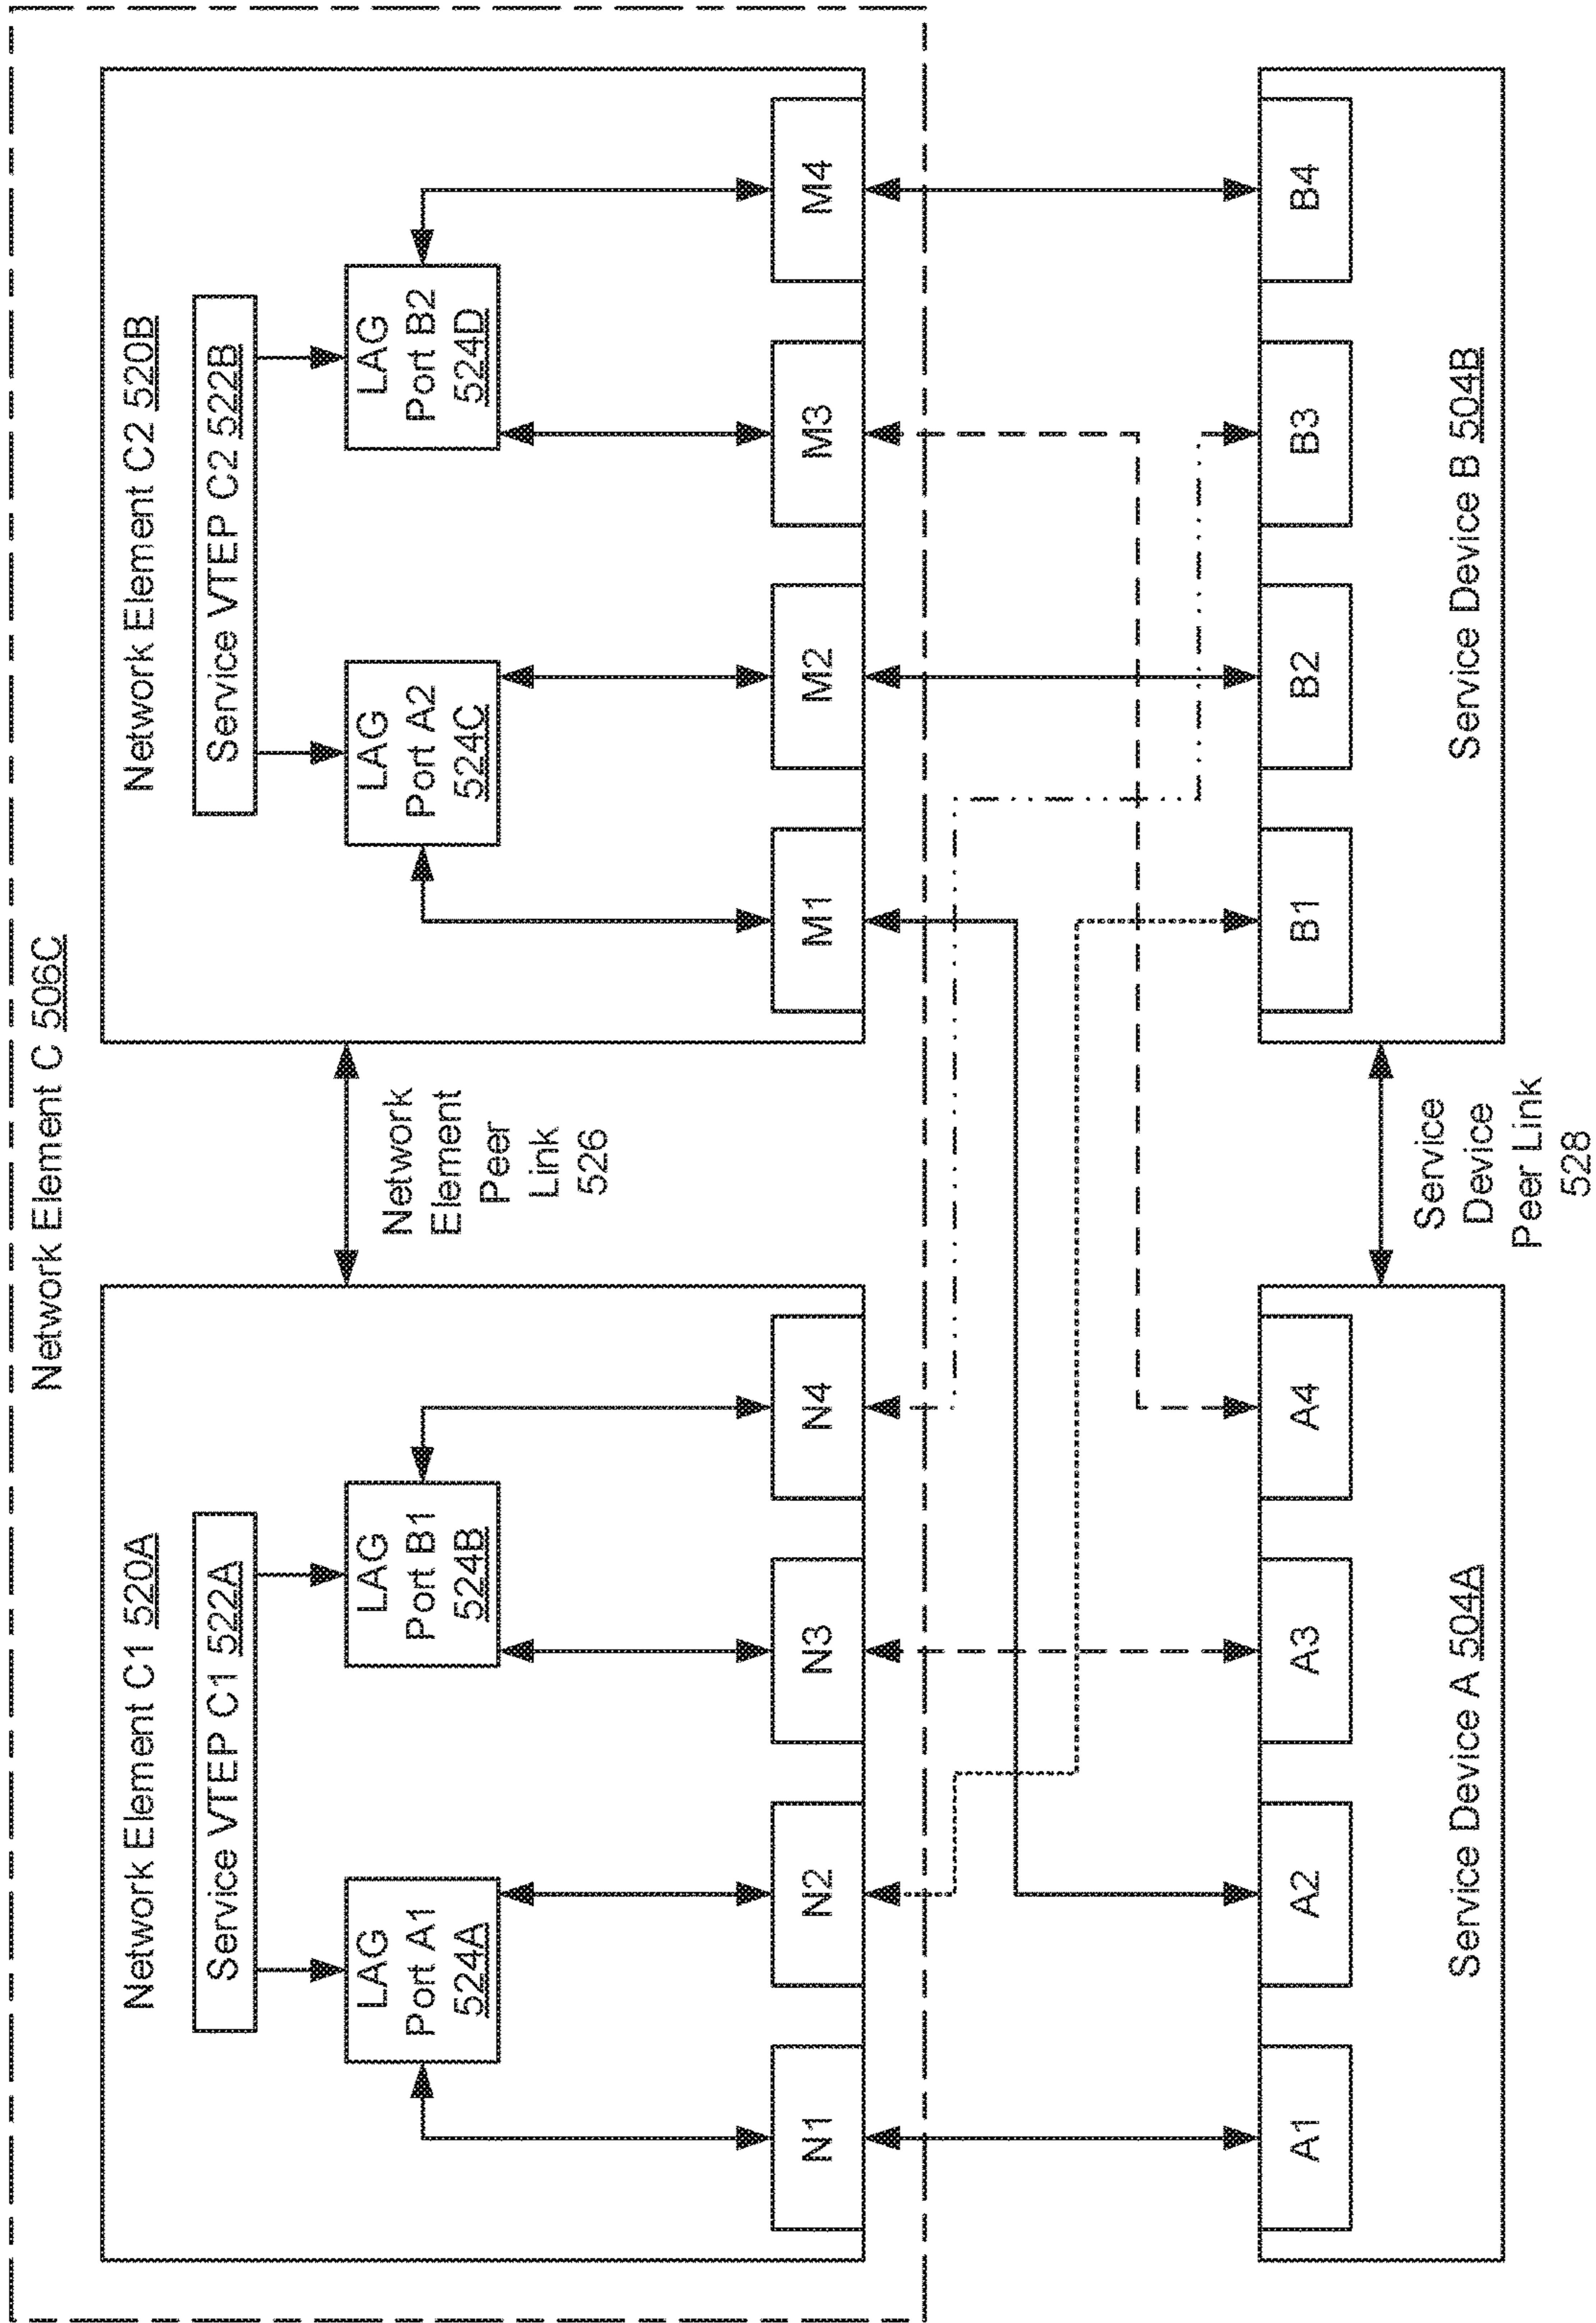 Network Element C 506C
Network Element C1 520A
Service VTEP C1 522A
LAG
Port A1
524A
LAG
Port B1
524B
N1
N2
N3
N4
Network
Element
Peer
Link
526
Network Element C2 520B
Service VTEP C2 522B
LAG
Port A2
524C
LAG
Port B2
524D
M1
M2
M3
M4
A1
A2
A3
A4
Service Device A 504A
Service
Device
Peer Link
528
B1
B2
B3
B4
Service Device B 504B